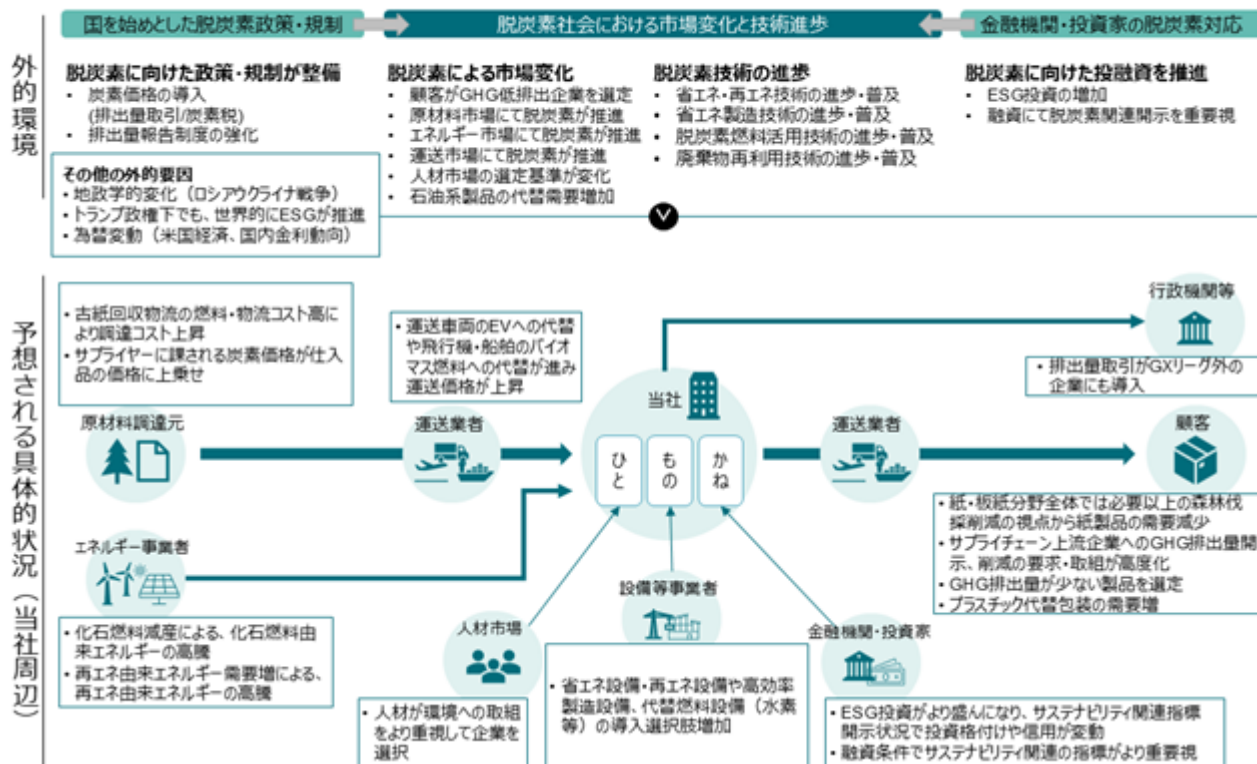 国を始めとした脱炭素政策・規制
脱炭素社会における市場変化と技術進歩
金融機関・投資家の脱炭素対応
外的環境
脱炭素に向けた政策・規制が整備
• 炭素価格の導入
(排出量取引/炭素税)
• 排出量報告制度の強化
脱炭素による市場変化
• 顧客がGHG低排出企業を選定
• 原材料市場にて脱炭素が推進
• エネルギー市場にて脱炭素が推進
• 運送市場にて脱炭素が推進
• 人材市場の選定基準が変化
• 石油系製品の代替需要増加
脱炭素技術の進歩
• 省エネ・再エネ技術の進歩・普及
• 省エネ製造技術の進歩・普及
• 脱炭素燃料活用技術の進歩・普及
• 廃棄物再利用技術の進歩・普及
脱炭素に向けた投融資を推進
• ESG投資の増加
• 融資にて脱炭素関連開示を重要視
その他の外的要因
・地政学的変化（ロシアウクライナ戦争）
・トランプ政権下でも、世界的にESGが推進
・為替変動（米国経済、国内金利動向）
予想される具体的状況（当社周辺）
• 古紙回収物流の燃料・物流コスト高に
より調達コスト上昇
• サプライヤーに課される炭素価格が仕入
品の価格に上乗せ
• 運送車両のEVへの代替
や飛行機・船舶のバイオ
マス燃料への代替が進み
運送価格が上昇
行政機関等
• 排出量取引がGXリーグ外の
企業にも導入
原材料調達元
運送業者
当社
ひと
もの
かね
運送業者
顧客
• 紙・板紙分野全体では必要以上の森林伐
採削減の視点から紙製品の需要減少
• サプライチェーン上流企業へのGHG排出量開
示、削減の要求・取組が高度化
• GHG排出量が少ない製品を選定
• プラスチック代替包装の需要増
エネルギー事業者
• 化石燃料減産による、化石燃料由
来エネルギーの高騰
• 再エネ由来エネルギー需要増による、
再エネ由来エネルギーの高騰
人材市場
• 人材が環境への取組
をより重視して企業を
選択
設備等事業者
• 省エネ設備・再エネ設備や高効率
製造設備、代替燃料設備（水素
等）の導入選択肢増加
金融機関・投資家
• ESG投資がより盛んになり、サステナビリティ関連指標
開示状況で投資格付けや信用が変動
• 融資条件でサステナビリティ関連の指標がより重要視